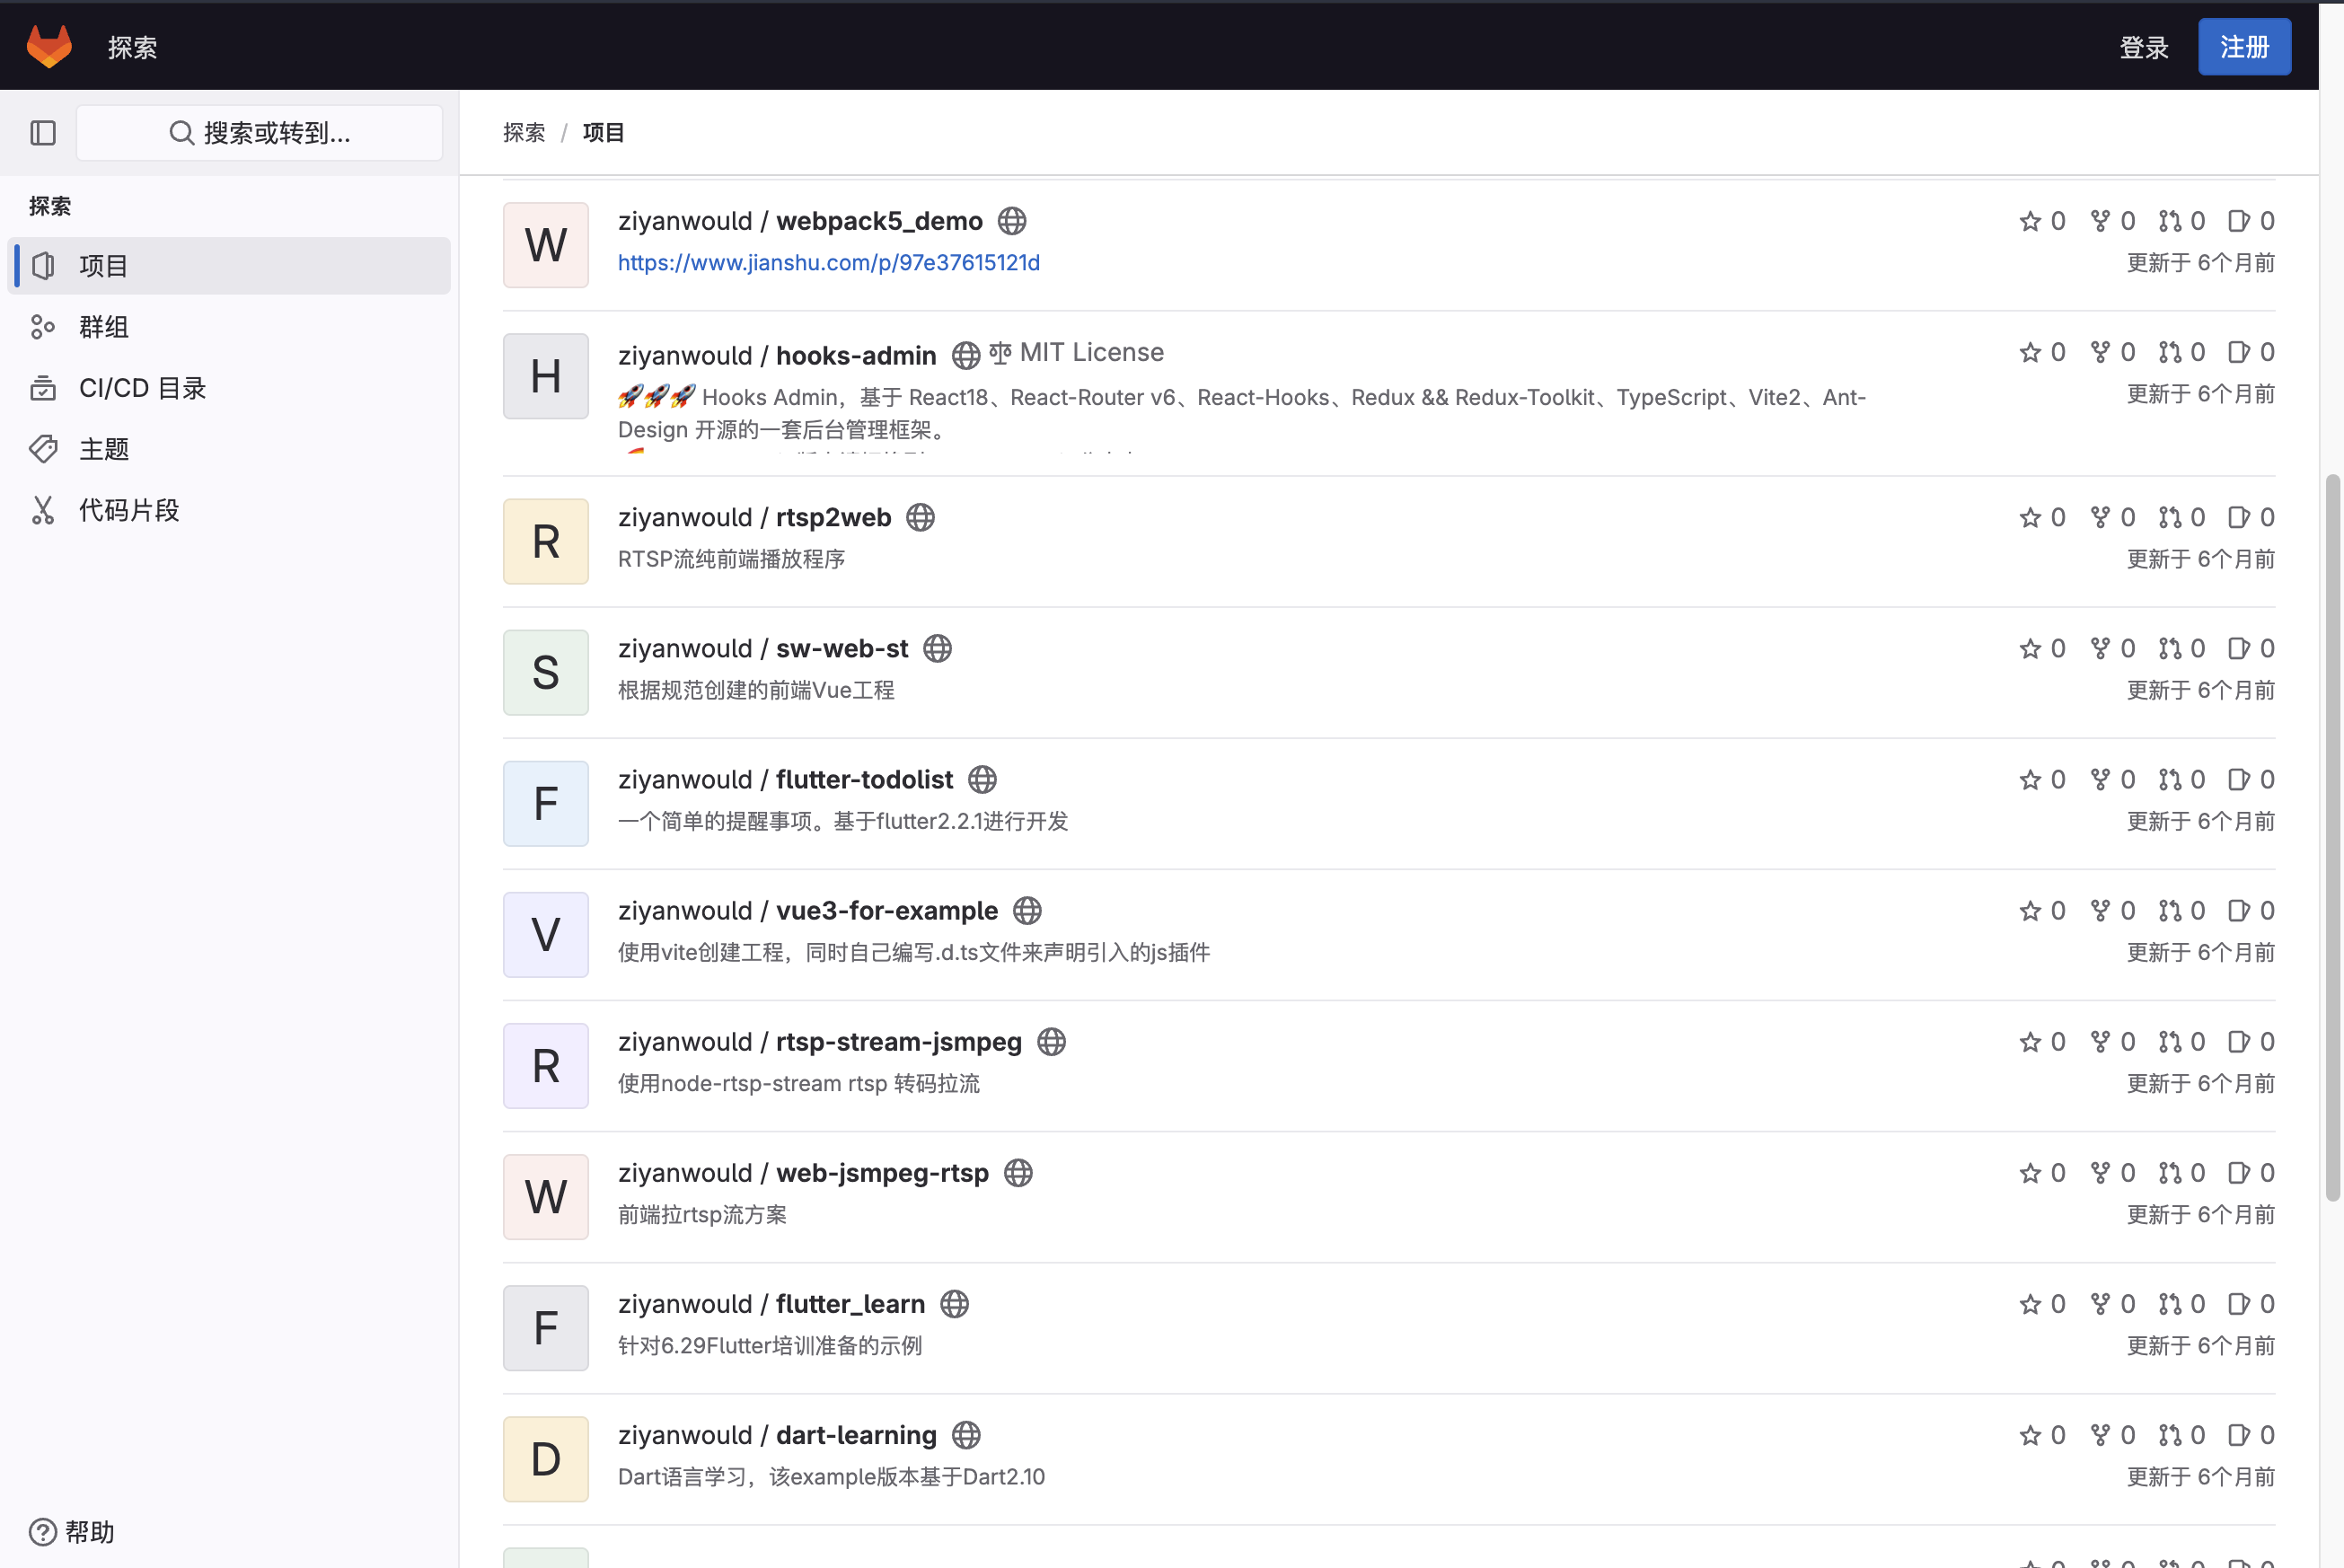 探索
登录
注册
搜索或转到...
探索 / 项目
探索
项目
群组
CI/CD 目录
主题
代码片段
帮助
W
ziyanwould / webpack5_demo
0 0 0 0
https://www.jianshu.com/p/97e37615121d
更新于 6个月前
H
ziyanwould / hooks-admin MIT License
0 0 0 0
🚀🚀🚀 Hooks Admin，基于 React18、React-Router v6、React-Hooks、Redux && Redux-Toolkit、TypeScript、Vite2、Ant-
Design 开源的一套后台管理框架。
更新于 6个月前
R
ziyanwould / rtsp2web
0 0 0 0
RTSP流纯前端播放程序
更新于 6个月前
S
ziyanwould / sw-web-st
0 0 0 0
根据规范创建的前端Vue工程
更新于 6个月前
F
ziyanwould / flutter-todolist
0 0 0 0
一个简单的提醒事项。基于flutter2.2.1进行开发
更新于 6个月前
V
ziyanwould / vue3-for-example
0 0 0 0
使用vite创建工程，同时自己编写.d.ts文件来声明引入的js插件
更新于 6个月前
R
ziyanwould / rtsp-stream-jsmpeg
0 0 0 0
使用node-rtsp-stream rtsp 转码拉流
更新于 6个月前
W
ziyanwould / web-jsmpeg-rtsp
0 0 0 0
前端拉rtsp流方案
更新于 6个月前
F
ziyanwould / flutter_learn
0 0 0 0
针对6.29Flutter培训准备的示例
更新于 6个月前
D
ziyanwould / dart-learning
0 0 0 0
Dart语言学习，该example版本基于Dart2.10
更新于 6个月前